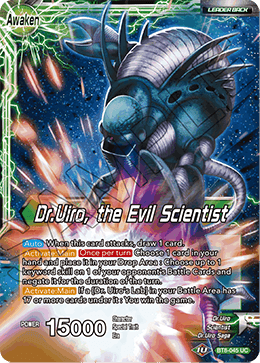 LEADER BACK
Awaken
Dr.Uiro, the Evil Scientist
Auto When this card attacks, draw 1 card.
Activate Main Once per turn Choose 1 card in your
hand and place it in your Drop Area : Choose up to 1
keyword skill on 1 of your opponent's Battle Cards and
negate it for the duration of the turn.
Activate Main If a {Dr. Uiro's Lab} in your Battle Area has
17 or more cards under it : You win the game.
POWER 15000
Character Dr.Uiro
Special Trait Scientist
Era Dr.Uiro Saga
BT8-045 UC